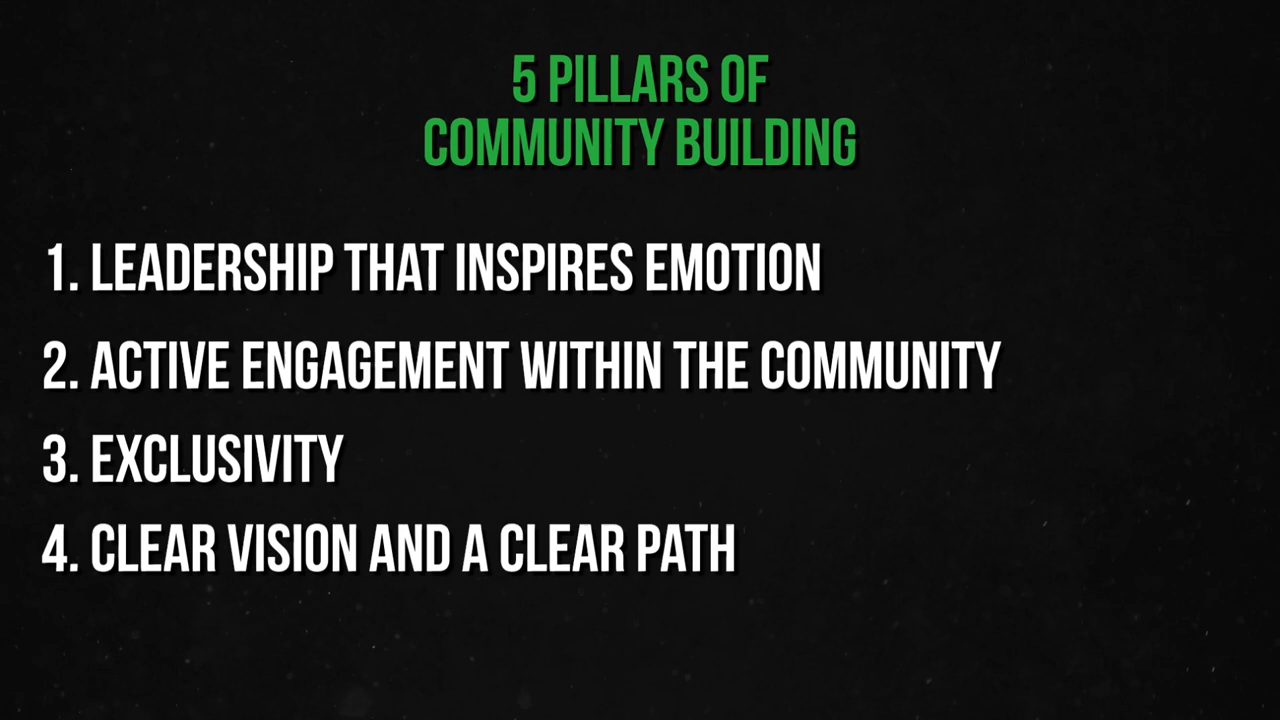 5 PILLARS OF
COMMUNITY BUILDING
1. LEADERSHIP THAT INSPIRES EMOTION
2. ACTIVE ENGAGEMENT WITHIN THE COMMUNITY
3. EXCLUSIVITY
4. CLEAR VISION AND A CLEAR PATH